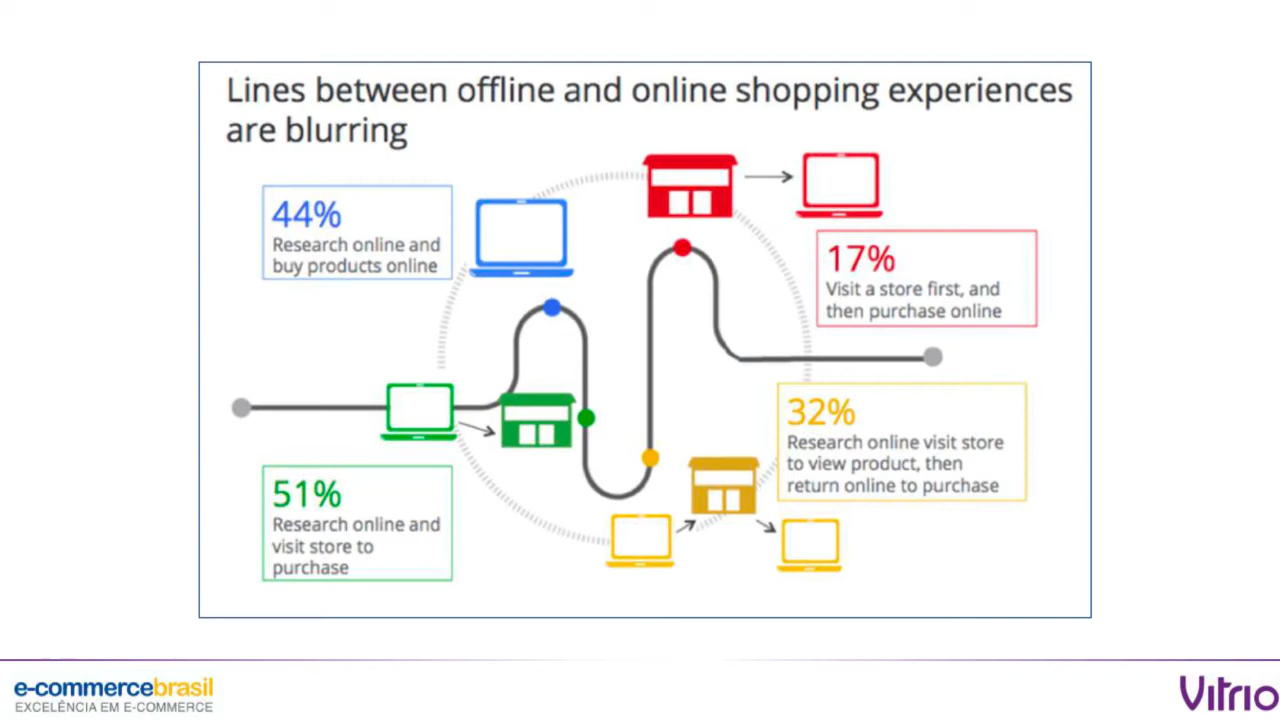 Lines between offline and online shopping experiences
are blurring
44%
Research online and
buy products online
17%
Visit a store first, and
then purchase online
32%
Research online visit store
to view product, then
return online to purchase
51%
Research online and
visit store to
purchase
e-commercebrasil
EXCELÊNCIA EM E-COMMERCE
Vitrio